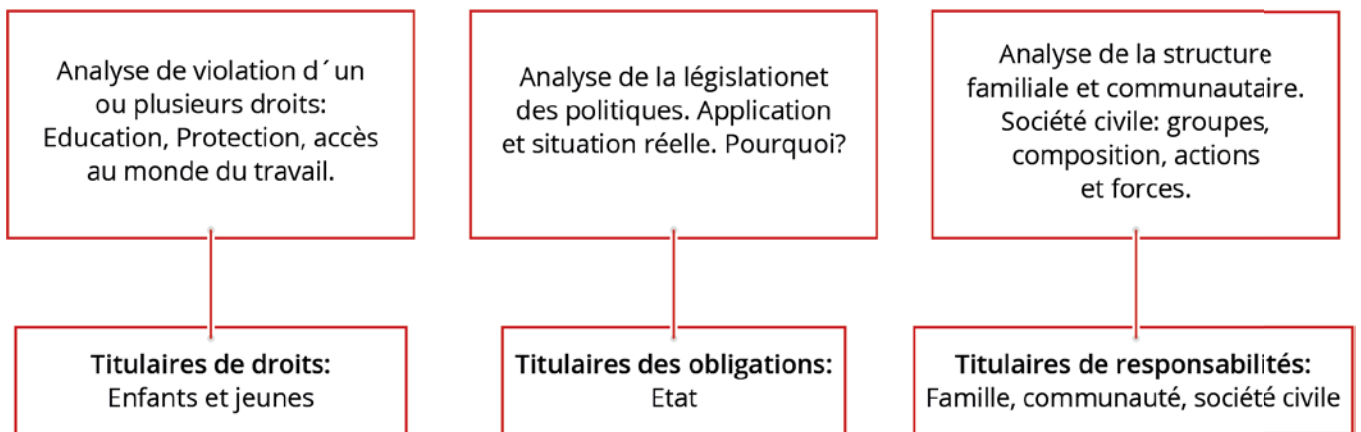 Analyse de violation d´un
ou plusieurs droits:
Education, Protection, accès
au monde du travail.
Analyse de la législationet
des politiques. Application
et situation réelle. Pourquoi?
Analyse de la structure
familiale et communautaire.
Société civile: groupes,
composition, actions
et forces.
Titulaires de droits:
Enfants et jeunes
Titulaires des obligations:
Etat
Titulaires de responsabilités:
Famille, communauté, société civile